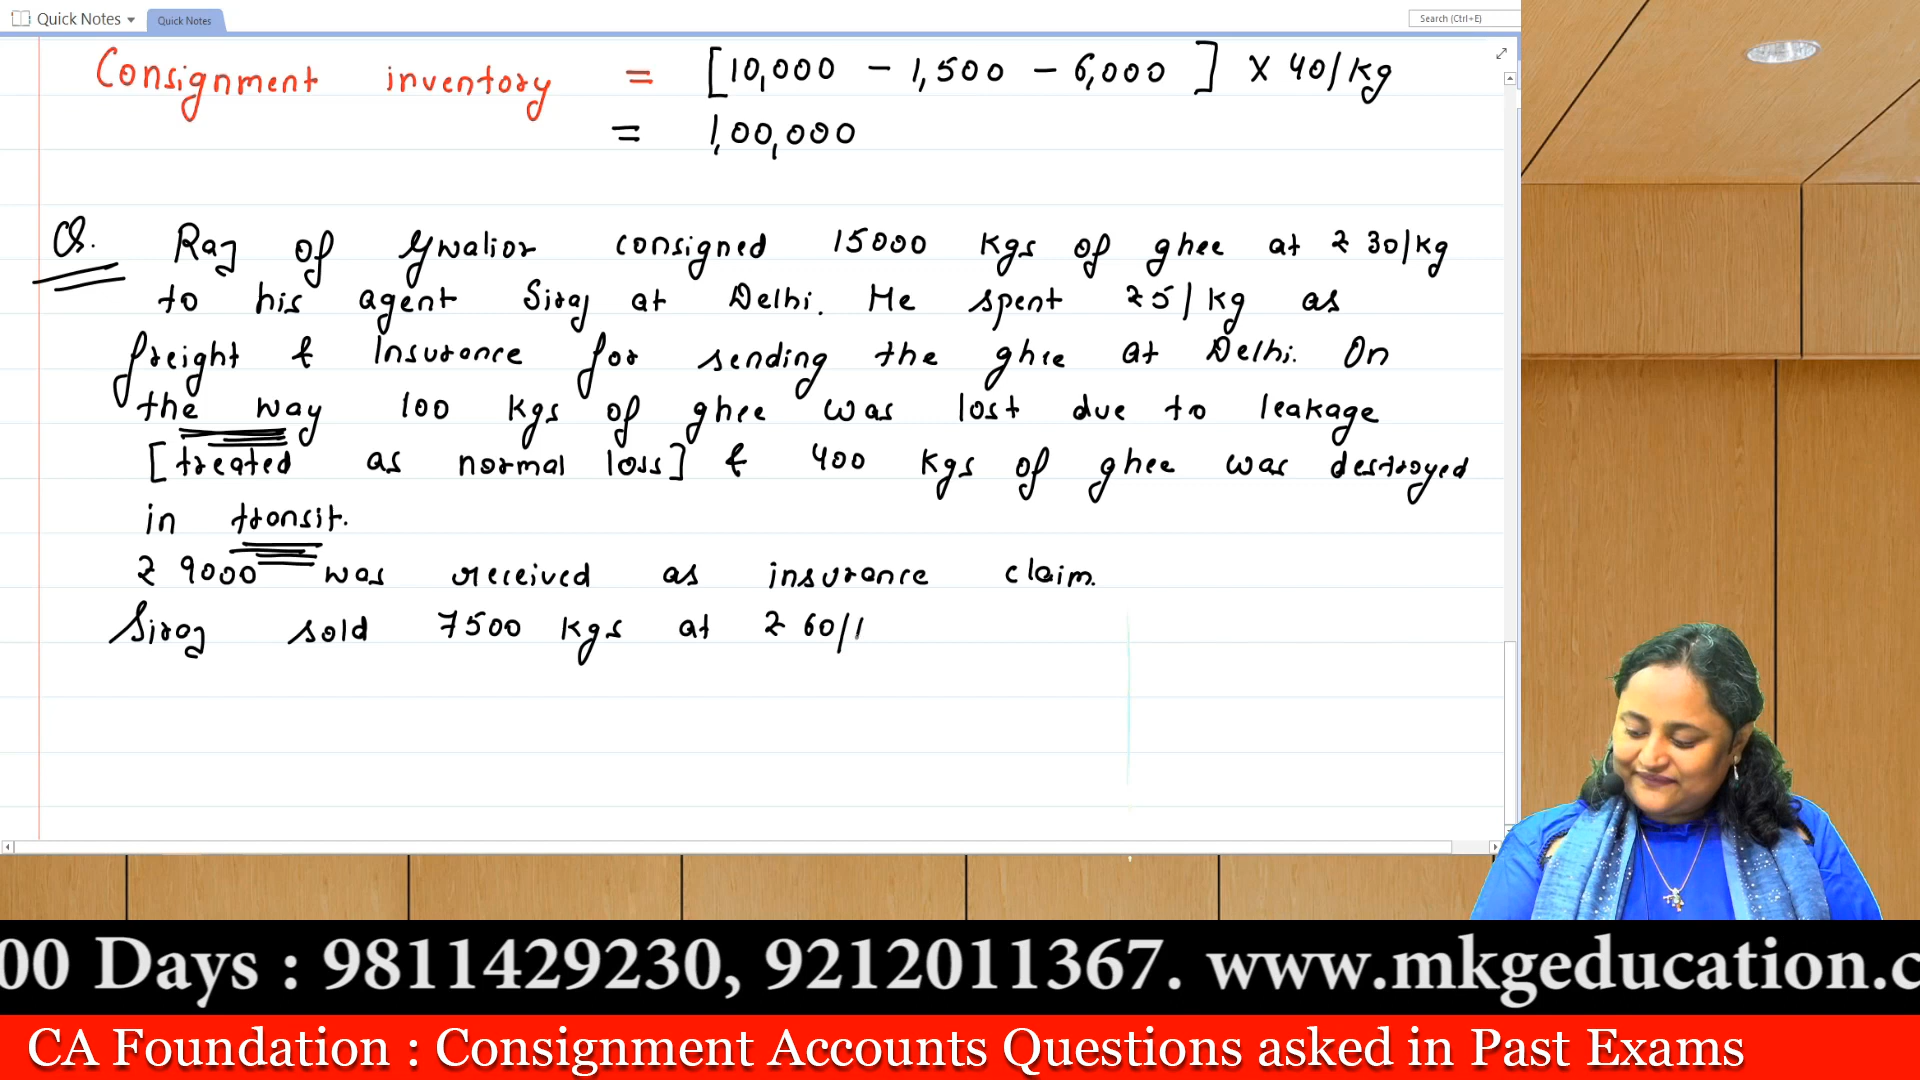 Quick Notes
Quick Notes
Search (Ctrl+E)
Consignment inventory = [10,000 - 1,500 - 6,000] X 40/kg
= 1,00,000
Q. Raj of Gwalior consigned 15000 kgs of ghee at ₹ 30/kg
to his agent Siraj at Delhi. He spent ₹5/kg as
freight & Insurance for sending the ghee at Delhi. On
the way 100 kgs of ghee was lost due to leakage
[treated as normal loss] & 400 kgs of ghee was destroyed
in transit.
₹ 9000 was received as insurance claim.
Siraj sold 7500 kgs at ₹ 60/
00 Days : 9811429230, 9212011367. www.mkgeducation.c
CA Foundation : Consignment Accounts Questions asked in Past Exams